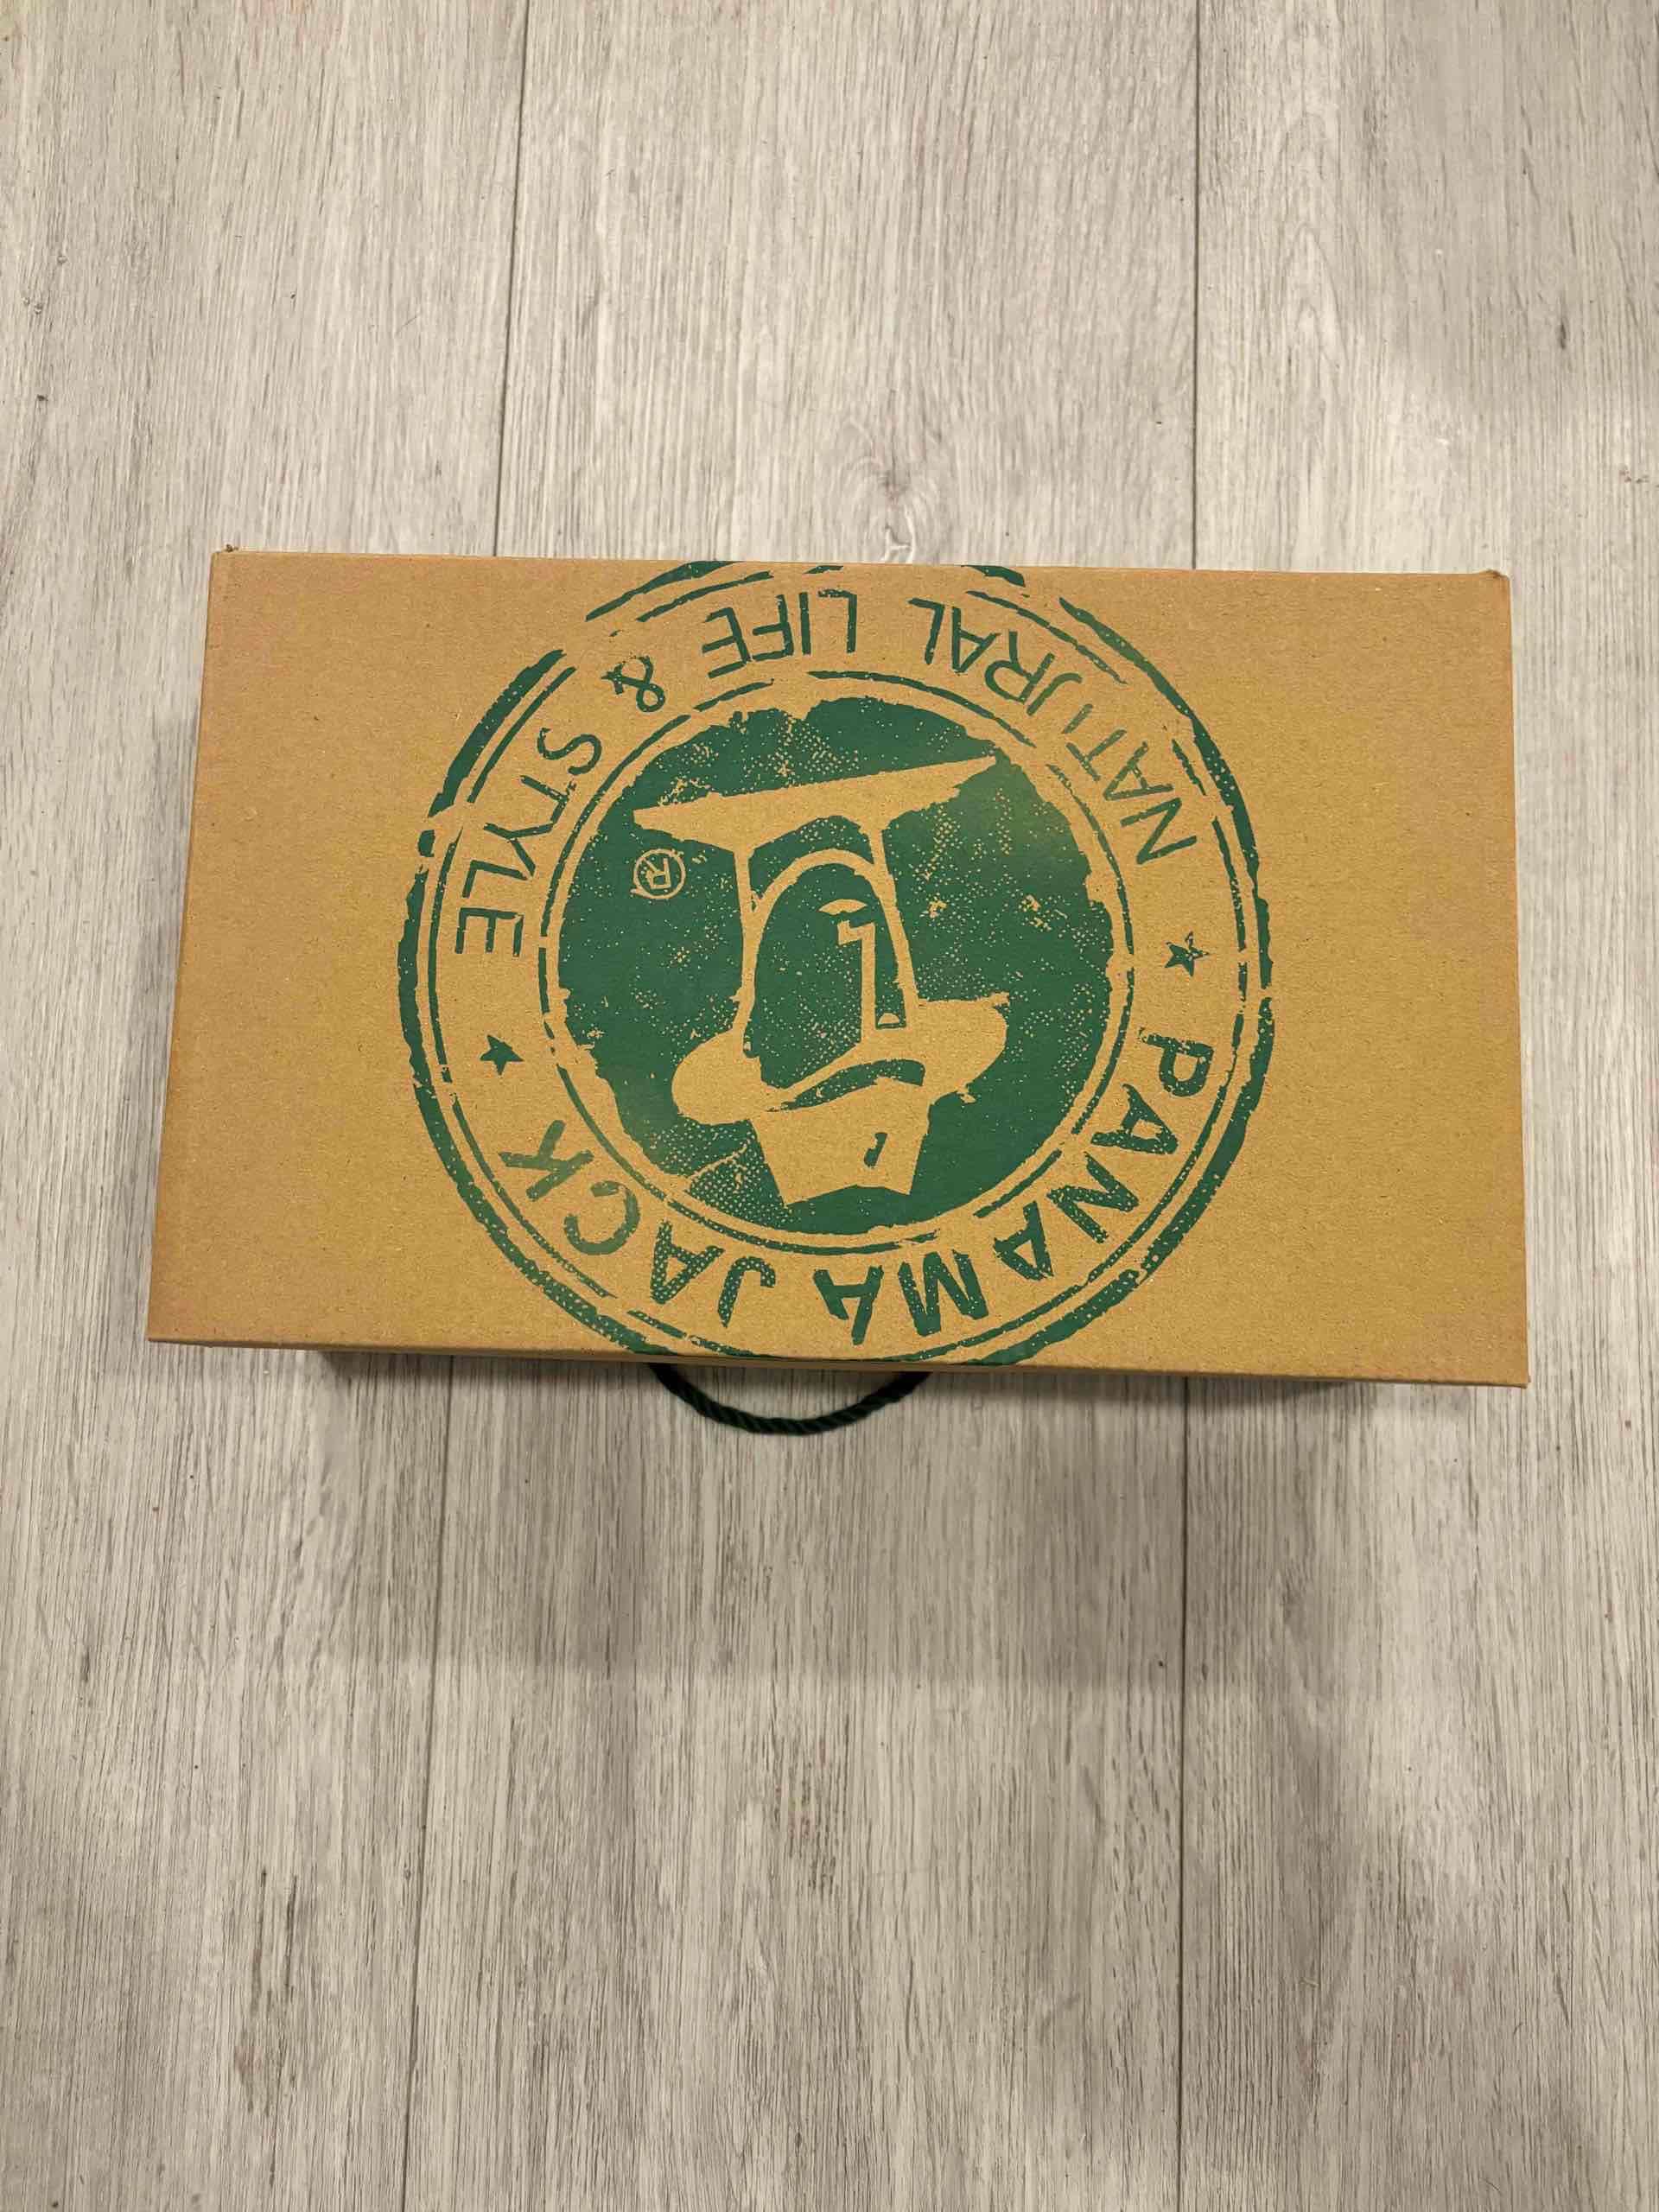 PANAMA JACK
★ NATURAL LIFE & STYLE ★
®